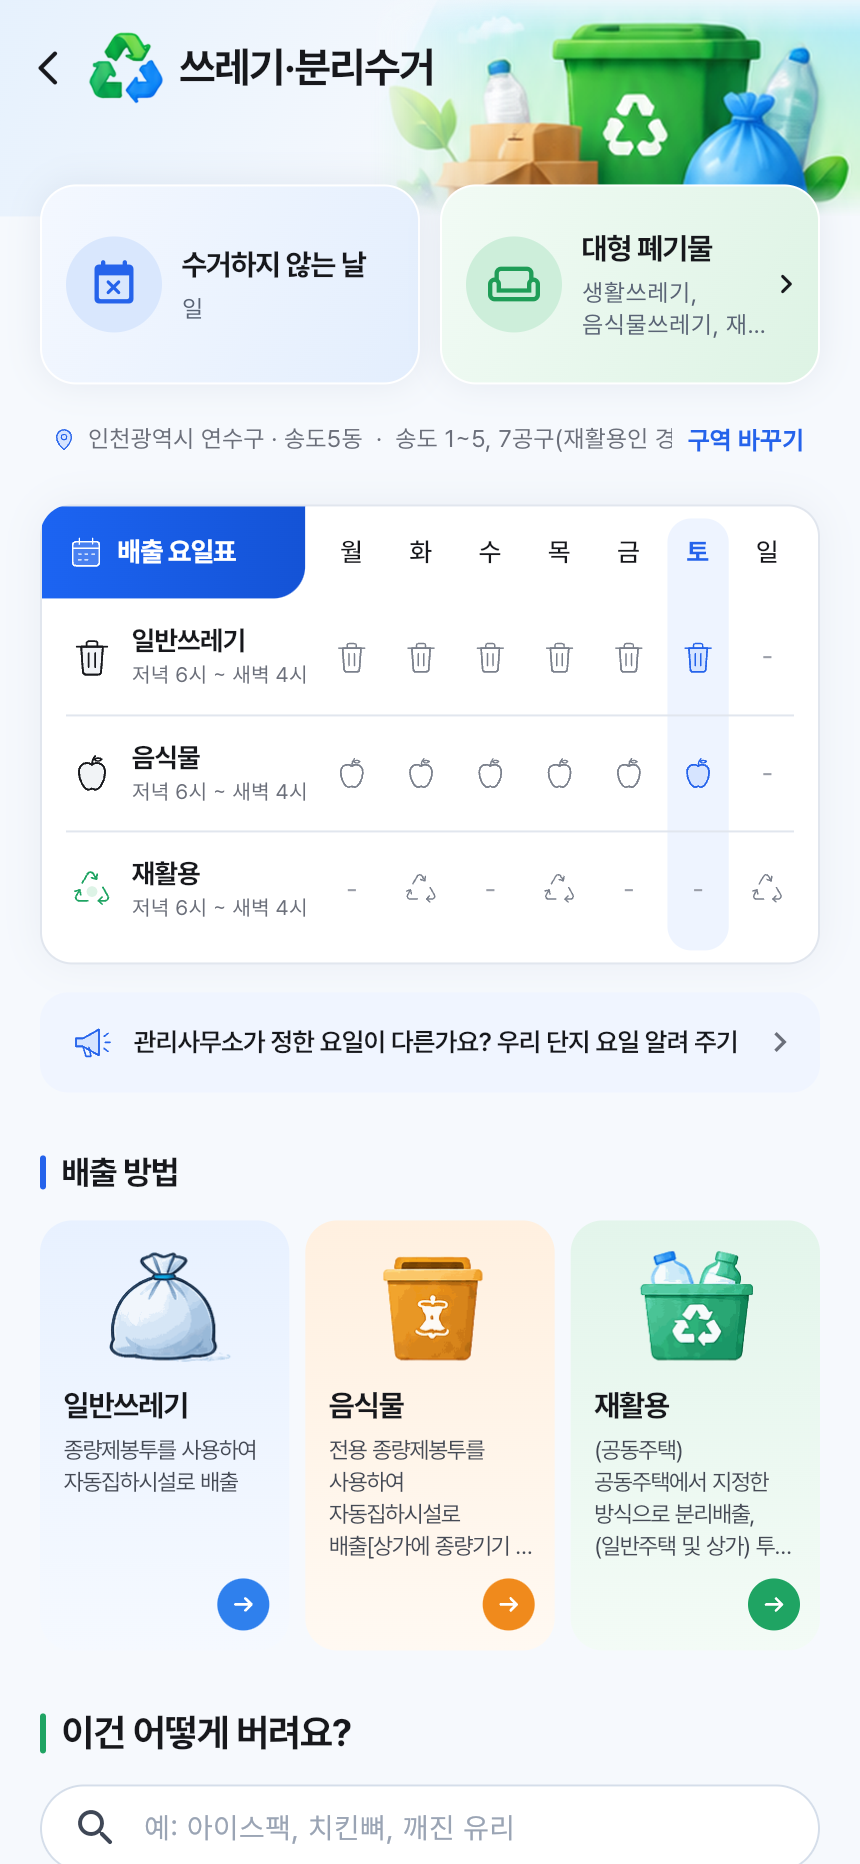 쓰레기·분리수거
수거하지 않는 날
일
대형 폐기물
생활쓰레기,
음식물쓰레기, 재...
인천광역시 연수구 · 송도5동 · 송도 1~5, 7공구(재활용인 경
구역 바꾸기
배출 요일표 월 화 수 목 금 토 일
일반쓰레기
저녁 6시 ~ 새벽 4시 -
음식물
저녁 6시 ~ 새벽 4시 -
재활용
저녁 6시 ~ 새벽 4시 - - - -
관리사무소가 정한 요일이 다른가요? 우리 단지 요일 알려 주기
배출 방법
일반쓰레기
종량제봉투를 사용하여
자동집하시설로 배출
음식물
전용 종량제봉투를
사용하여
자동집하시설로
배출[상가에 종량기기 ...
재활용
(공동주택)
공동주택에서 지정한
방식으로 분리배출,
(일반주택 및 상가) 투...
이건 어떻게 버려요?
예: 아이스팩, 치킨뼈, 깨진 유리